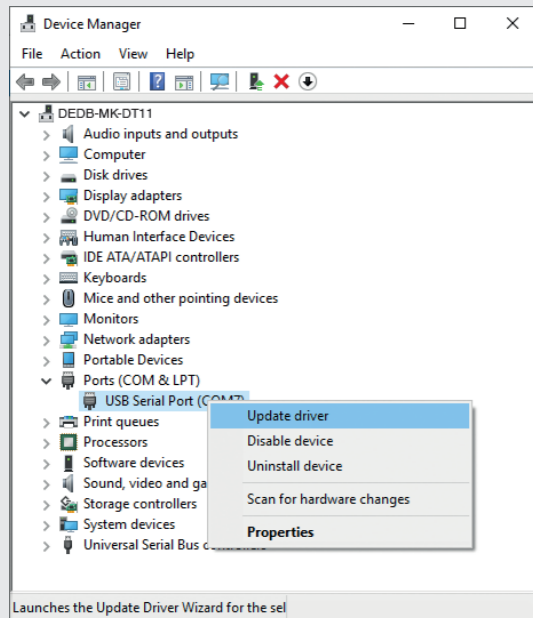 Device Manager
File Action View Help
DEDB-MK-DT11
Audio inputs and outputs
Computer
Disk drives
Display adapters
DVD/CD-ROM drives
Human Interface Devices
IDE ATA/ATAPI controllers
Keyboards
Mice and other pointing devices
Monitors
Network adapters
Portable Devices
Ports (COM & LPT)
USB Serial Port (COM7)
Update driver
Print queues
Disable device
Processors
Software devices
Uninstall device
Sound, video and ga
Storage controllers
Scan for hardware changes
System devices
Properties
Universal Serial Bus controllers
Launches the Update Driver Wizard for the sel